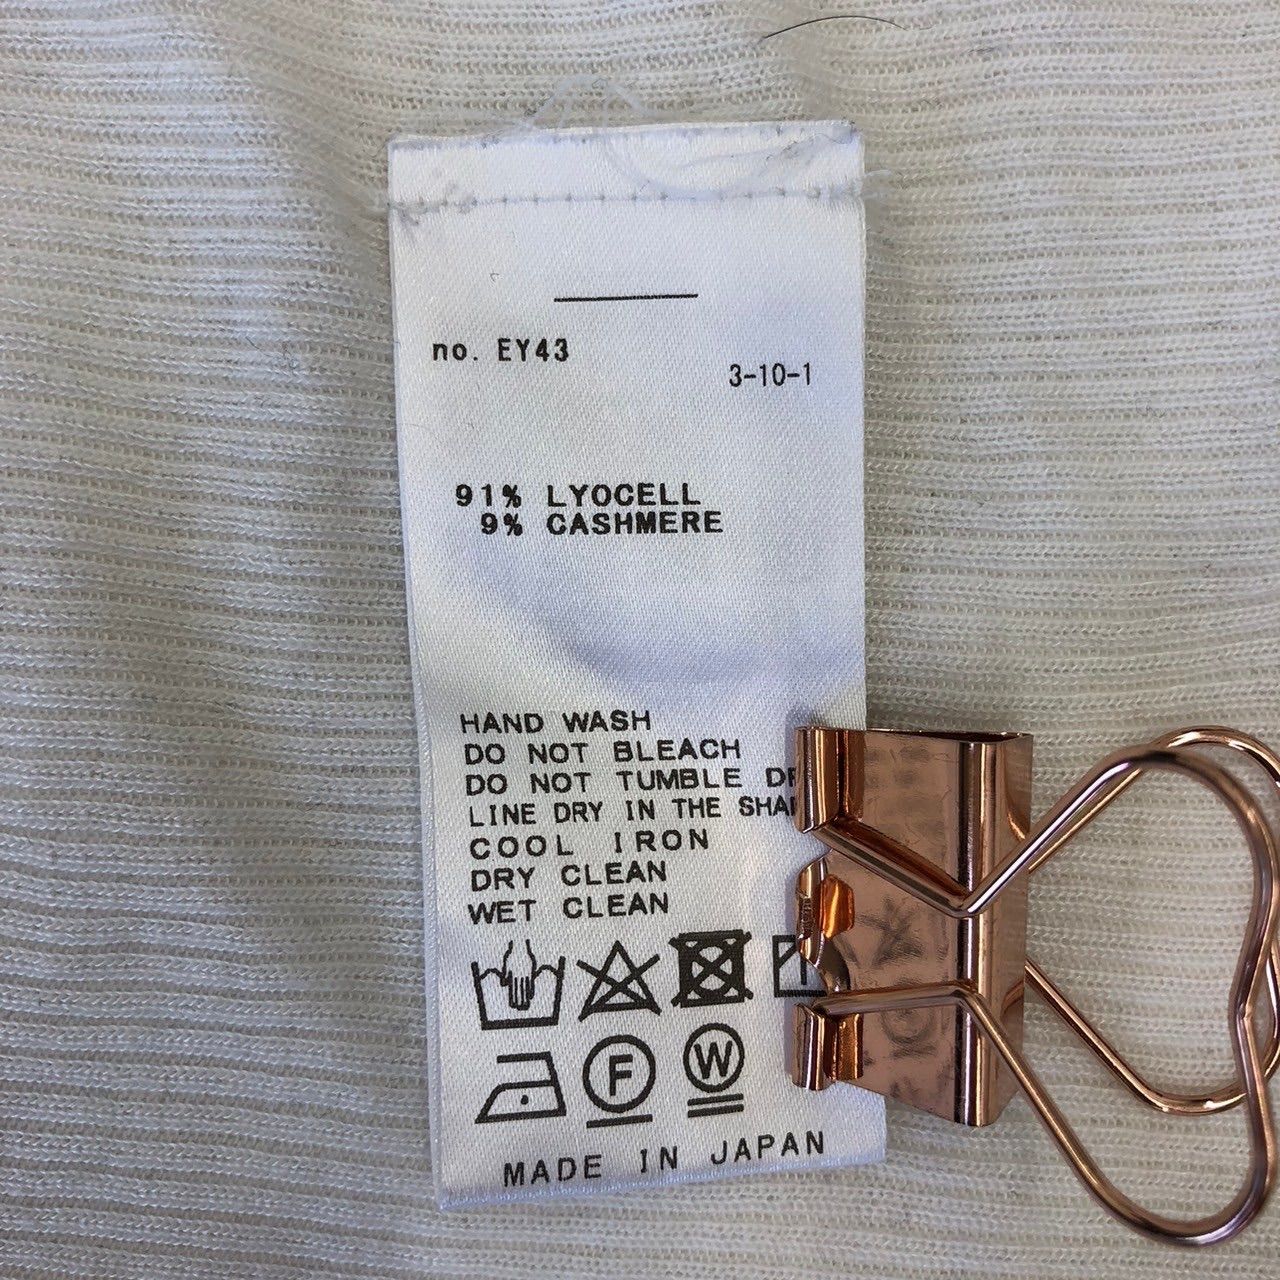 no. EY43
3-10-1
91% LYOCELL
9% CASHMERE
HAND WASH
DO NOT BLEACH
DO NOT TUMBLE
LINE DRY IN THE
COOL IRON
DRY CLEAN
WET CLEAN
F W
MADE IN JAPAN